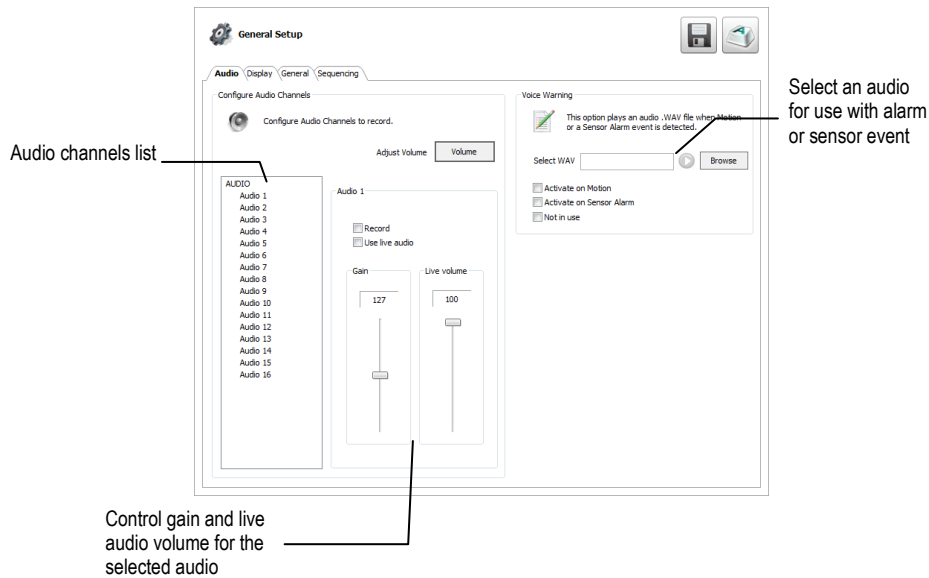 General Setup
Audio Display General Sequencing
Configure Audio Channels
Configure Audio Channels to record.
Adjust Volume Volume
AUDIO
Audio 1
Audio 2
Audio 3
Audio 4
Audio 5
Audio 6
Audio 7
Audio 8
Audio 9
Audio 10
Audio 11
Audio 12
Audio 13
Audio 14
Audio 15
Audio 16
Audio 1
Record
Use live audio
Gain
127
Live volume
100
Voice Warning
This option plays an audio .WAV file when Motion
or a Sensor Alarm event is detected.
Select WAV Browse
Activate on Motion
Activate on Sensor Alarm
Not in use
Select an audio
for use with alarm
or sensor event
Audio channels list
Control gain and live
audio volume for the
selected audio